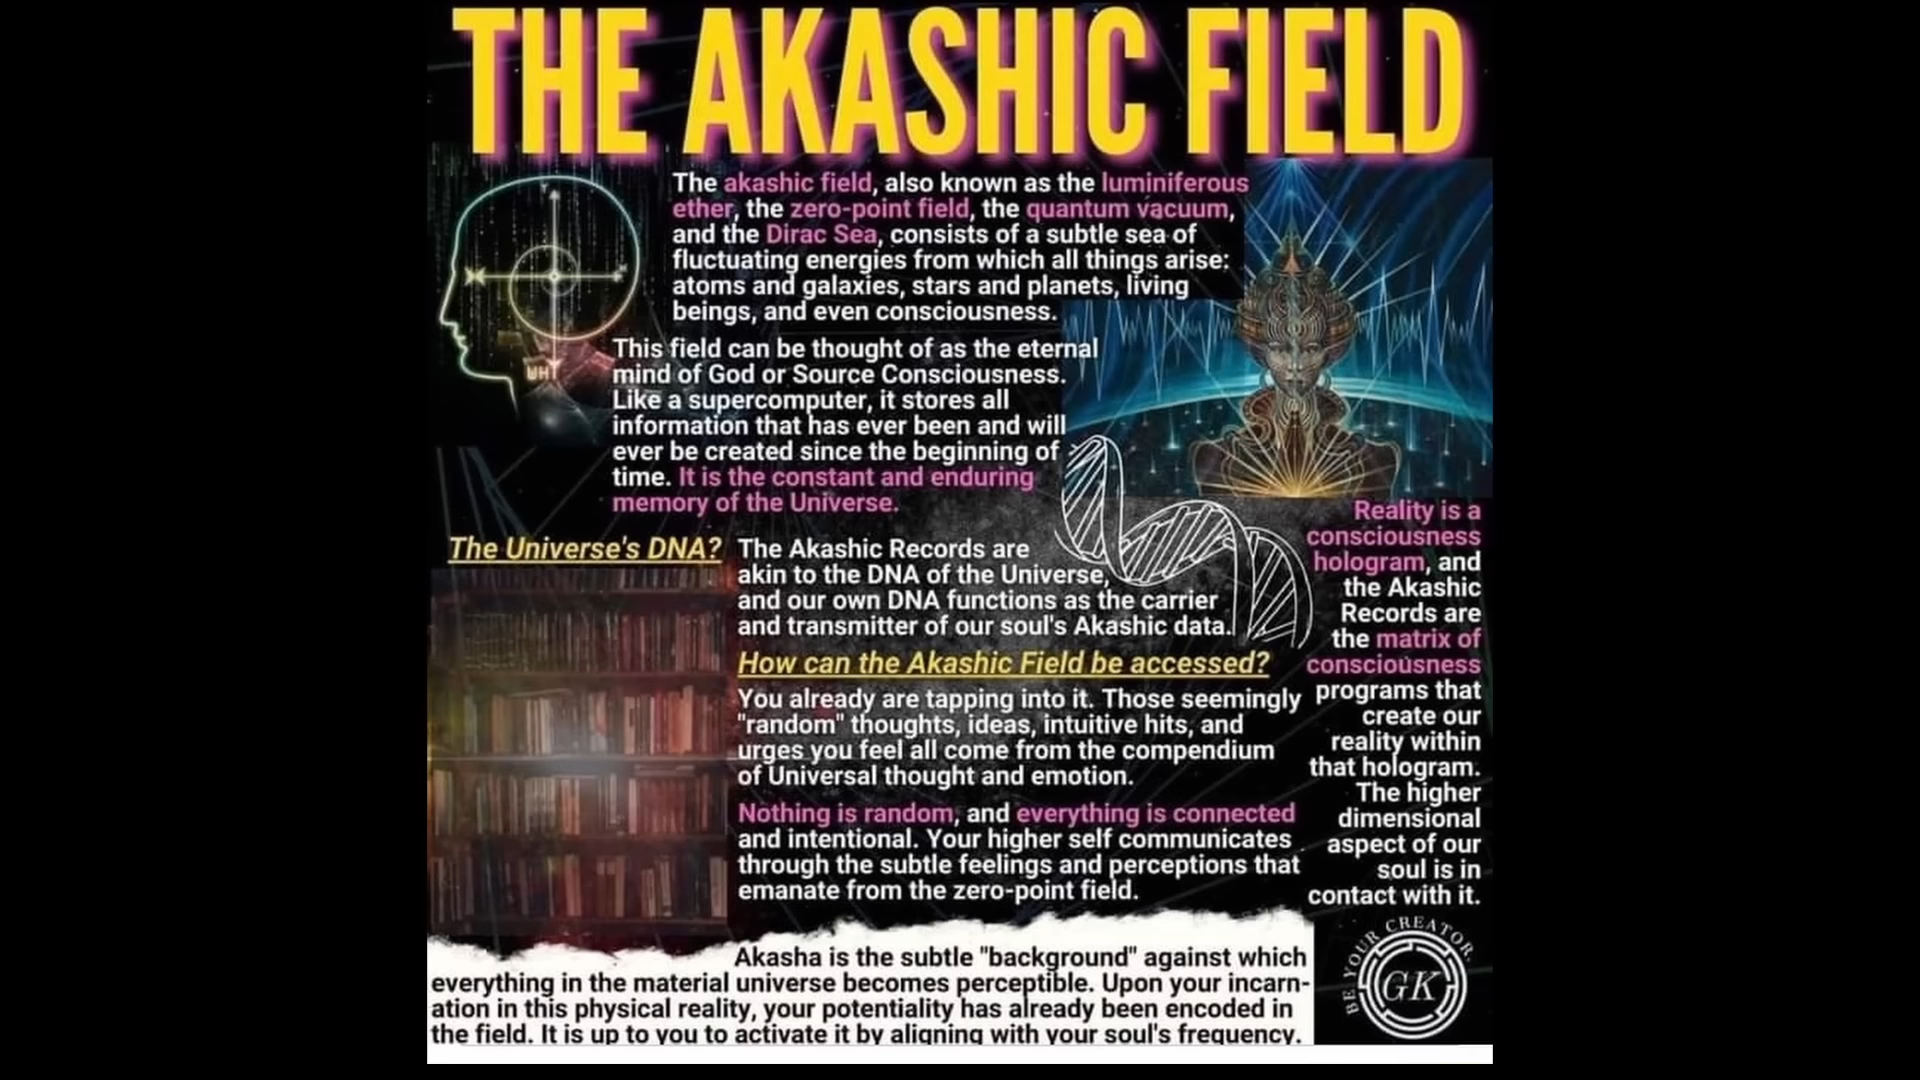 THE AKASHIC FIELD
The akashic field, also known as the luminiferous
ether, the zero-point field, the quantum vacuum,
and the Dirac Sea, consists of a subtle sea of
fluctuating energies from which all things arise:
atoms and galaxies, stars and planets, living
beings, and even consciousness.
This field can be thought of as the eternal
mind of God or Source Consciousness.
Like a supercomputer, it stores all
information that has ever been and will
ever be created since the beginning of
time. It is the constant and enduring
memory of the Universe.
The Universe's DNA?
The Akashic Records are
akin to the DNA of the Universe,
and our own DNA functions as the carrier
and transmitter of our soul's Akashic data.
How can the Akashic Field be accessed?
You already are tapping into it. Those seemingly
"random" thoughts, ideas, intuitive hits, and
urges you feel all come from the compendium
of Universal thought and emotion.
Nothing is random, and everything is connected
and intentional. Your higher self communicates
through the subtle feelings and perceptions that
emanate from the zero-point field.
Reality is a
consciousness
hologram, and
the Akashic
Records are
the matrix of
consciousness
programs that
create our
reality within
that hologram.
The higher
dimensional
aspect of our
soul is in
contact with it.
Akasha is the subtle "background" against which
everything in the material universe becomes perceptible. Upon your incarn-
ation in this physical reality, your potentiality has already been encoded in
the field. It is up to you to activate it by aligning with your soul's frequency.
BE YOUR CREATOR.
GK